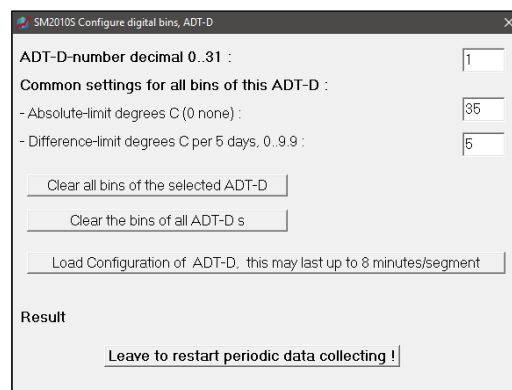 SM2010S Configure digital bins, ADT-D
ADT-D-number decimal 0..31 : 1
Common settings for all bins of this ADT-D :
- Absolute-limit degrees C (0 none) : 35
- Difference-limit degrees C per 5 days, 0..9.9 : 5
Clear all bins of the selected ADT-D
Clear the bins of all ADT-D s
Load Configuration of ADT-D, this may last up to 8 minutes/segment
Result
Leave to restart periodic data collecting !